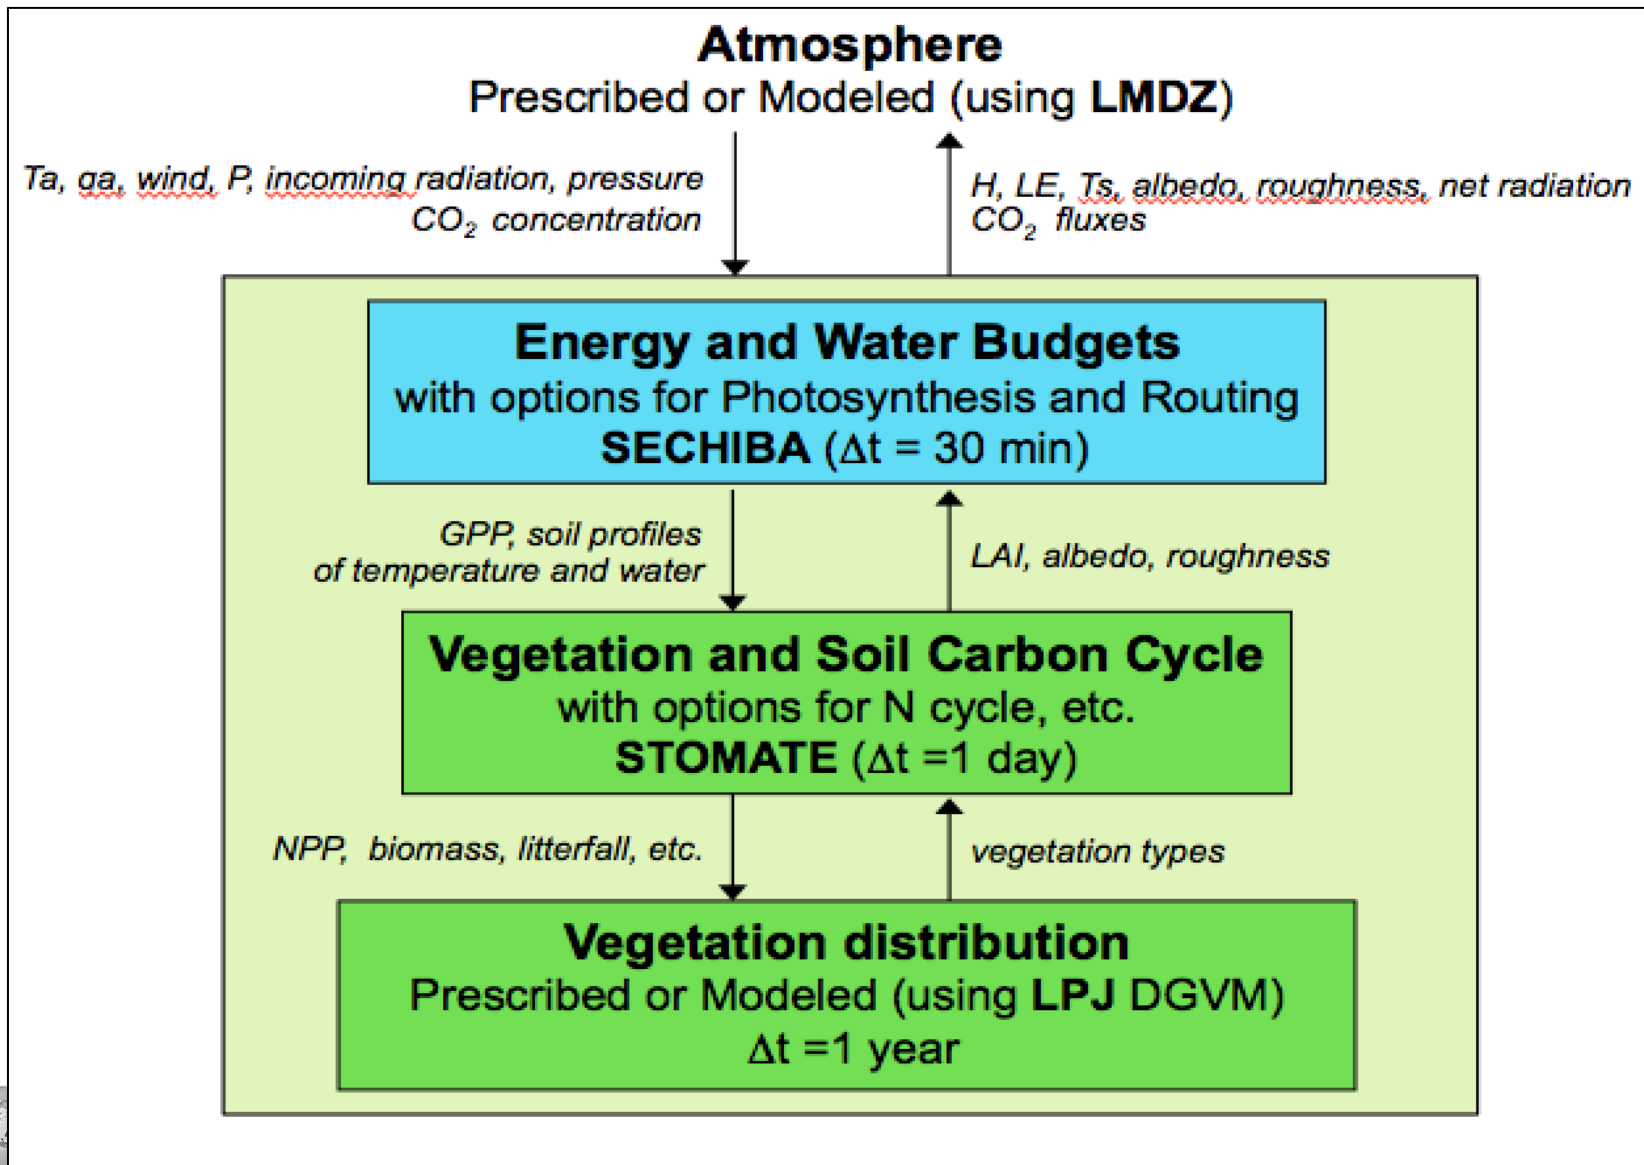 Atmosphere
Prescribed or Modeled (using LMDZ)
Ta, qa, wind, P, incoming radiation, pressure
CO₂ concentration
H, LE, Ts, albedo, roughness, net radiation
CO₂ fluxes
Energy and Water Budgets
with options for Photosynthesis and Routing
SECHIBA (Δt = 30 min)
GPP, soil profiles
of temperature and water
LAI, albedo, roughness
Vegetation and Soil Carbon Cycle
with options for N cycle, etc.
STOMATE (Δt =1 day)
NPP, biomass, litterfall, etc.
vegetation types
Vegetation distribution
Prescribed or Modeled (using LPJ DGVM)
Δt =1 year